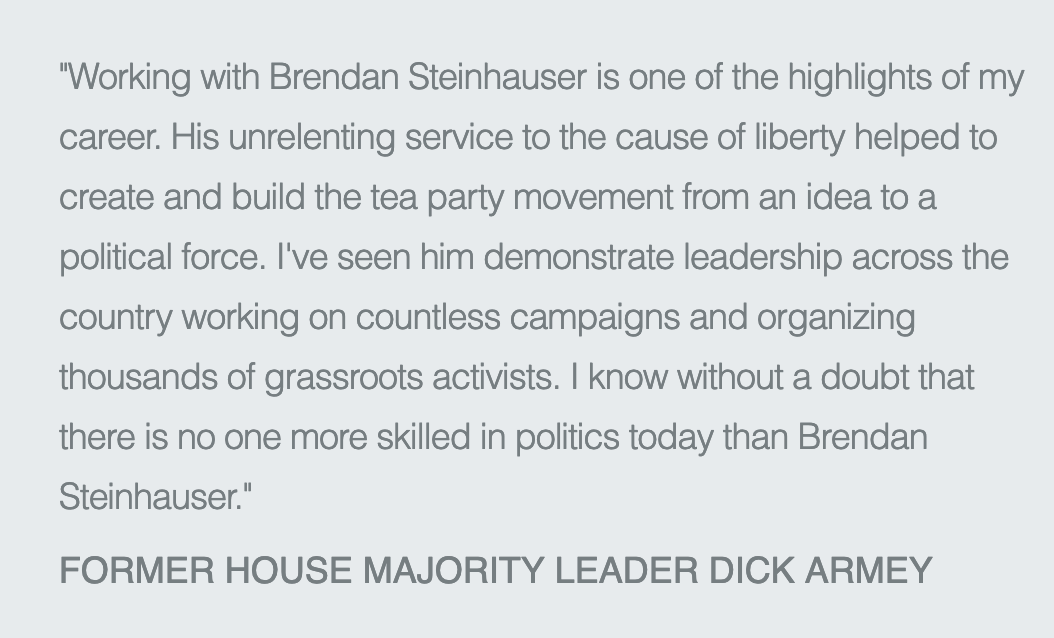 "Working with Brendan Steinhauser is one of the highlights of my
career. His unrelenting service to the cause of liberty helped to
create and build the tea party movement from an idea to a
political force. I've seen him demonstrate leadership across the
country working on countless campaigns and organizing
thousands of grassroots activists. I know without a doubt that
there is no one more skilled in politics today than Brendan
Steinhauser."
FORMER HOUSE MAJORITY LEADER DICK ARMEY